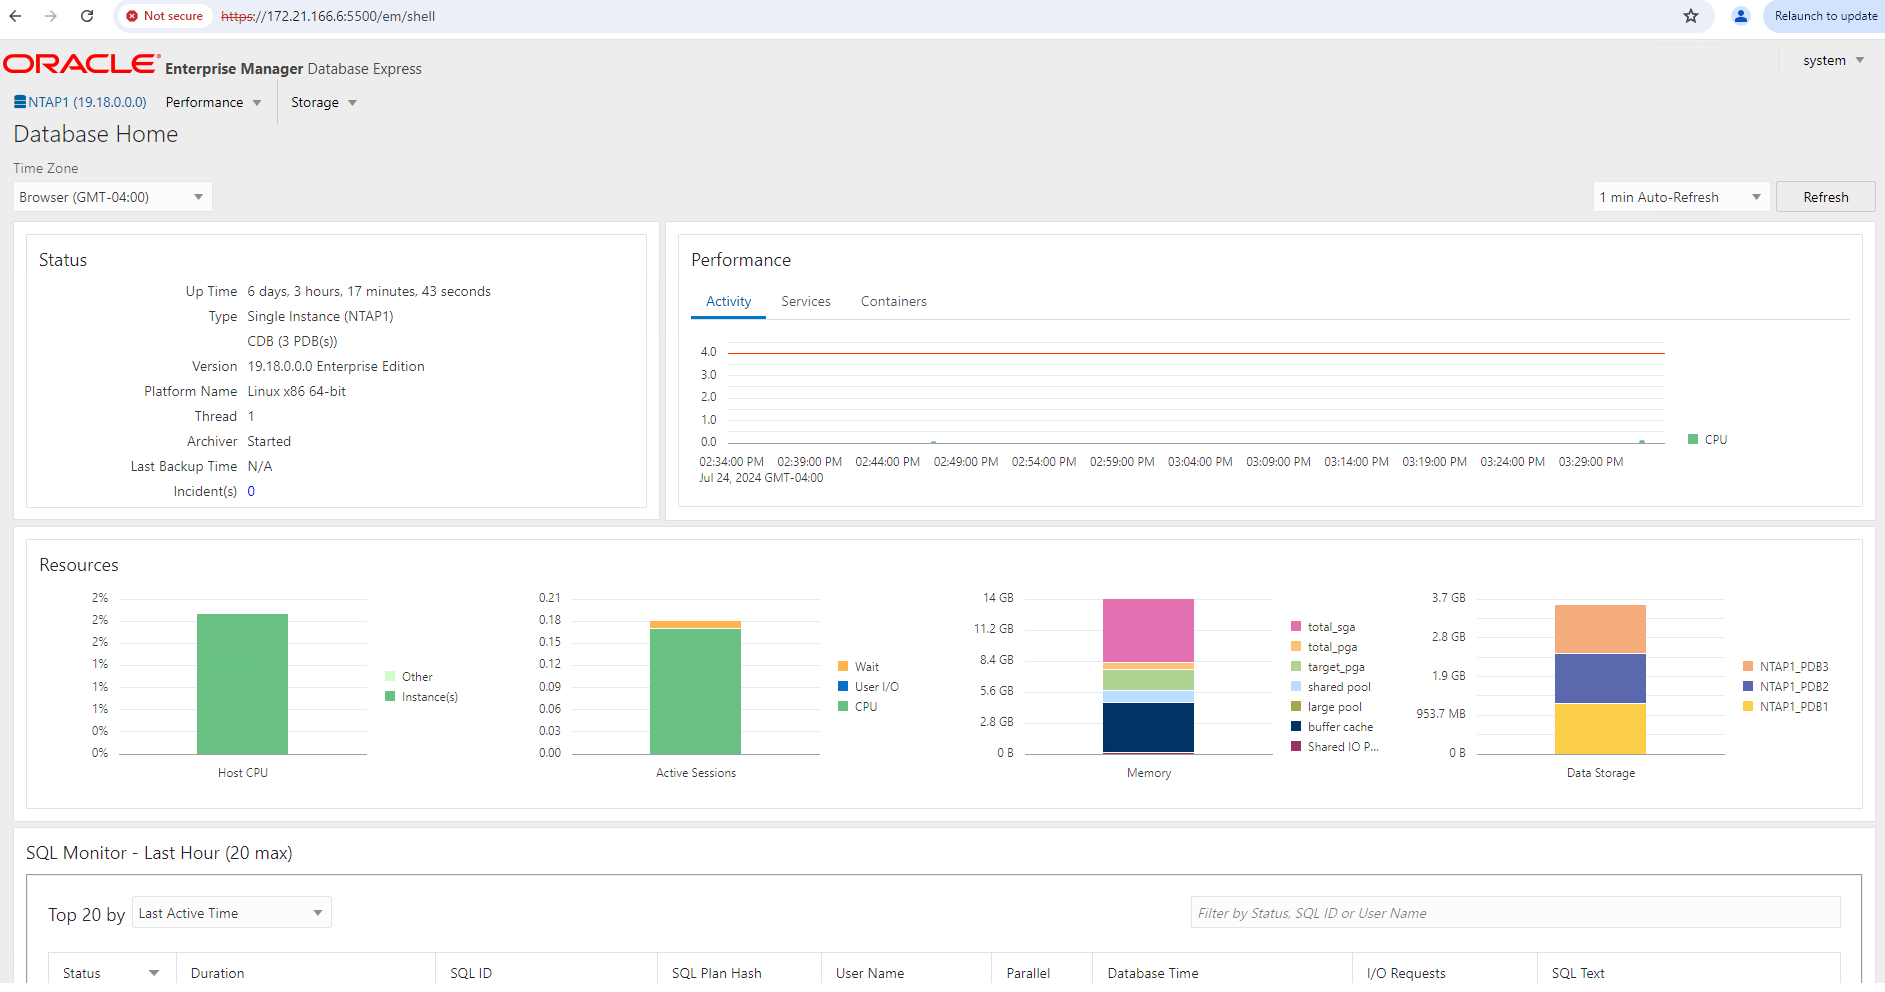 Not secure https://172.21.166.6:5500/em/shell Relaunch to update
ORACLE Enterprise Manager Database Express system
NTAP1 (19.18.0.0.0) Performance Storage
Database Home
Time Zone
Browser (GMT-04:00) 1 min Auto-Refresh Refresh
Status
Up Time 6 days, 3 hours, 17 minutes, 43 seconds
Type Single Instance (NTAP1)
CDB (3 PDB(s))
Version 19.18.0.0.0 Enterprise Edition
Platform Name Linux x86 64-bit
Thread 1
Archiver Started
Last Backup Time N/A
Incident(s) 0
Performance
Activity Services Containers
4.0
3.0
2.0
1.0
0.0
CPU
02:34:00 PM 02:39:00 PM 02:44:00 PM 02:49:00 PM 02:54:00 PM 02:59:00 PM 03:04:00 PM 03:09:00 PM 03:14:00 PM 03:19:00 PM 03:24:00 PM 03:29:00 PM
Jul 24, 2024 GMT-04:00
Resources
2%
2%
2%
1%
1%
1%
0%
0%
Host CPU
Other
Instance(s)
0.21
0.18
0.15
0.12
0.09
0.06
0.03
0.00
Active Sessions
Wait
User I/O
CPU
14 GB
11.2 GB
8.4 GB
5.6 GB
2.8 GB
0 B
Memory
total_sga
total_pga
target_pga
shared pool
large pool
buffer cache
Shared IO P...
3.7 GB
2.8 GB
1.9 GB
953.7 MB
0 B
Data Storage
NTAP1_PDB3
NTAP1_PDB2
NTAP1_PDB1
SQL Monitor - Last Hour (20 max)
Top 20 by Last Active Time Filter by Status, SQL ID or User Name
Status Duration SQL ID SQL Plan Hash User Name Parallel Database Time I/O Requests SQL Text